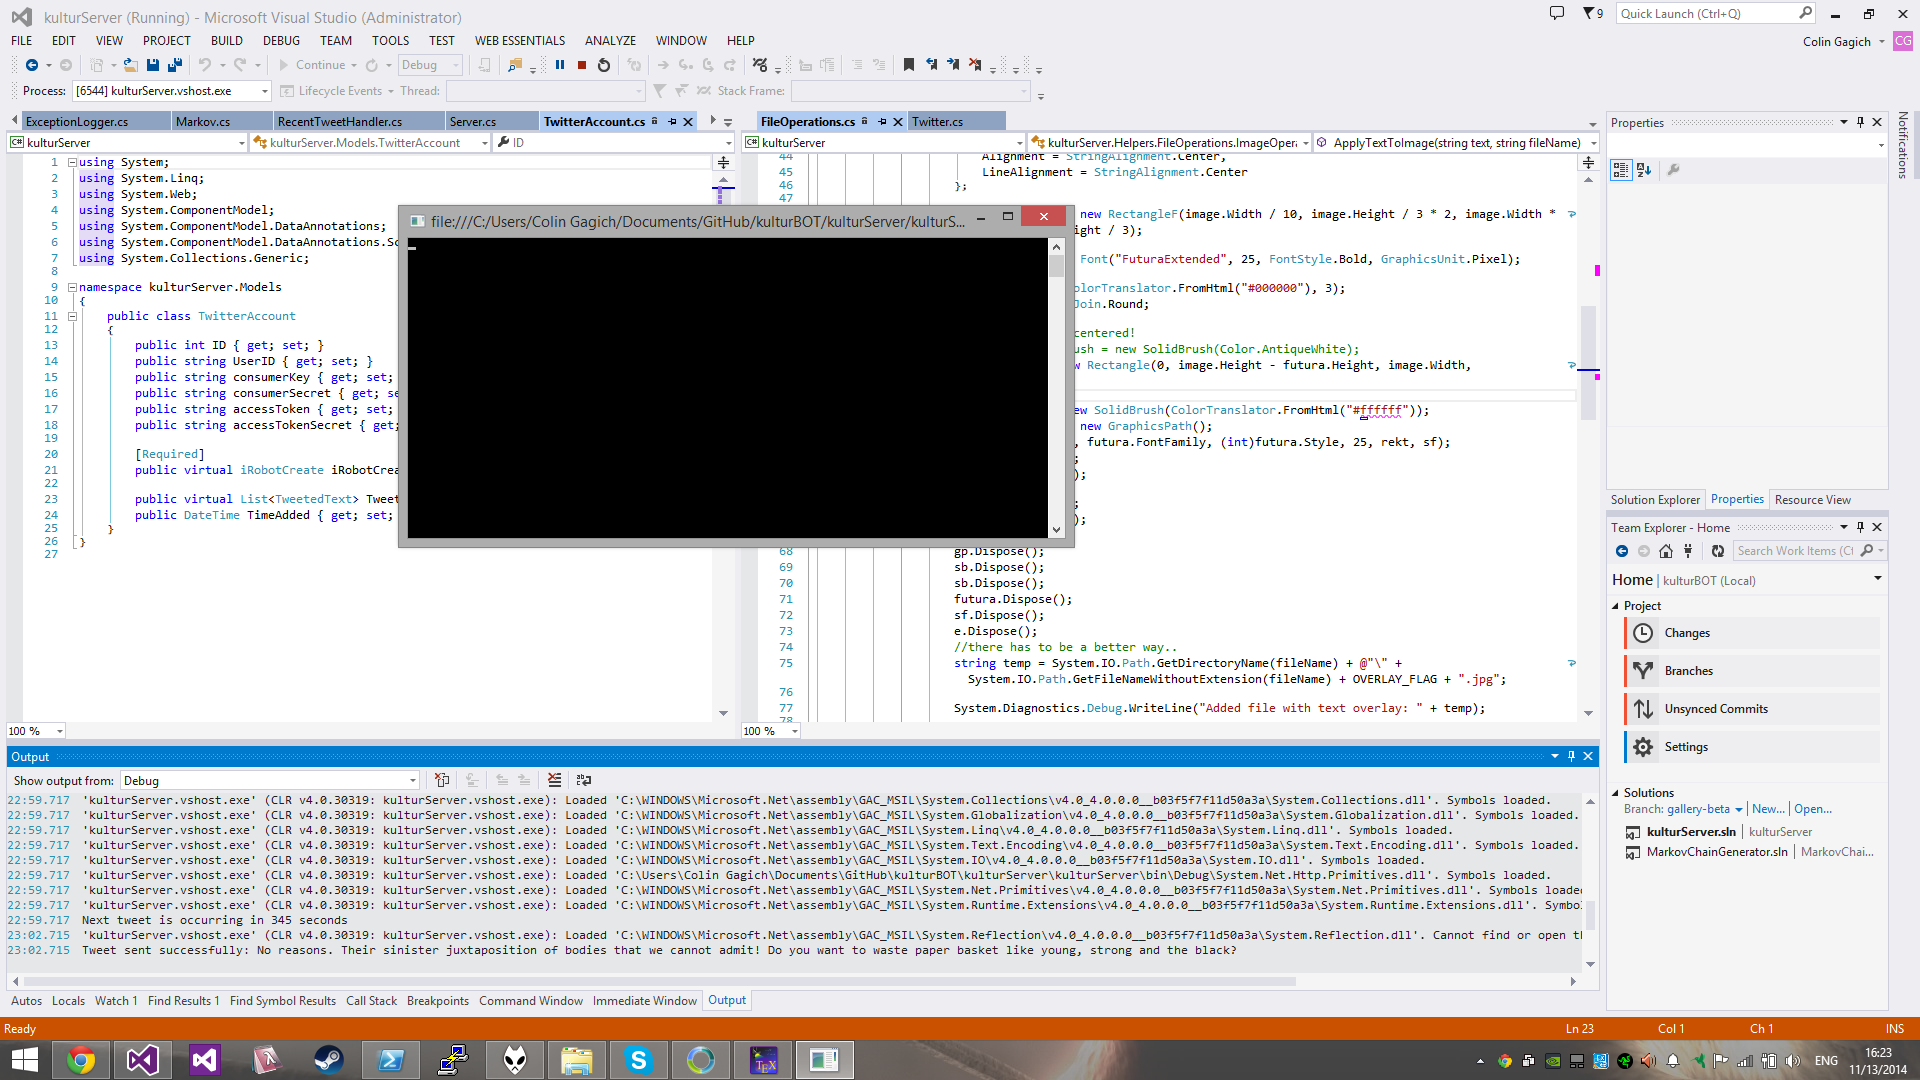 kulturServer (Running) - Microsoft Visual Studio (Administrator)
9
Quick Launch (Ctrl+Q)
FILE EDIT VIEW PROJECT BUILD DEBUG TEAM TOOLS TEST WEB ESSENTIALS ANALYZE WINDOW HELP
Colin Gagich
CG
Continue
Debug
Process: [6544] kulturServer.vshost.exe Lifecycle Events Thread: Stack Frame:
ExceptionLogger.cs Markov.cs RecentTweetHandler.cs Server.cs TwitterAccount.cs
kulturServer kulturServer.Models.TwitterAccount ID
1 using System;
2 using System.Linq;
3 using System.Web;
4 using System.ComponentModel;
5 using System.ComponentModel.DataAnnotations;
6 using System.ComponentModel.DataAnnotations.Sc
7 using System.Collections.Generic;
8
9 namespace kulturServer.Models
10 {
11 public class TwitterAccount
12 {
13 public int ID { get; set; }
14 public string UserID { get; set; }
15 public string consumerKey { get; set;
16 public string consumerSecret { get; se
17 public string accessToken { get; set;
18 public string accessTokenSecret { get;
19
20 [Required]
21 public virtual iRobotCreate iRobotCrea
22
23 public virtual List<TweetedText> Tweet
24 public DateTime TimeAdded { get; set;
25 }
26 }
27
100 %
FileOperations.cs Twitter.cs
kulturServer kulturServer.Helpers.FileOperations.ImageOpera ApplyTextToImage(string text, string fileName)
44 Alignment = StringAlignment.Center,
45 LineAlignment = StringAlignment.Center
46 };
47
new RectangleF(image.Width / 10, image.Height / 3 * 2, image.Width *
ight / 3);
Font("FuturaExtended", 25, FontStyle.Bold, GraphicsUnit.Pixel);
olorTranslator.FromHtml("#000000"), 3);
Join.Round;
centered!
ush = new SolidBrush(Color.AntiqueWhite);
w Rectangle(0, image.Height - futura.Height, image.Width,
ew SolidBrush(ColorTranslator.FromHtml("#ffffff"));
new GraphicsPath();
, futura.FontFamily, (int)futura.Style, 25, rekt, sf);
;
);
;
);
68 gp.Dispose();
69 sb.Dispose();
70 sb.Dispose();
71 futura.Dispose();
72 sf.Dispose();
73 e.Dispose();
74 //there has to be a better way..
75 string temp = System.IO.Path.GetDirectoryName(fileName) + @"\" +
System.IO.Path.GetFileNameWithoutExtension(fileName) + OVERLAY_FLAG + ".jpg";
76
77 System.Diagnostics.Debug.WriteLine("Added file with text overlay: " + temp);
78
100 %
file:///C:/Users/Colin Gagich/Documents/GitHub/kulturBOT/kulturServer/kulturS...
Properties
Notifications
Solution Explorer Properties Resource View
Team Explorer - Home
Search Work Items (Ct
Home | kulturBOT (Local)
Project
Changes
Branches
Unsynced Commits
Settings
Solutions
Branch: gallery-beta | New... | Open...
kulturServer.sln | kulturServer
MarkovChainGenerator.sln | MarkovChai...
Output
Show output from: Debug
22:59.717 'kulturServer.vshost.exe' (CLR v4.0.30319: kulturServer.vshost.exe): Loaded 'C:\WINDOWS\Microsoft.Net\assembly\GAC_MSIL\System.Collections\v4.0_4.0.0.0__b03f5f7f11d50a3a\System.Collections.dll'. Symbols loaded.
22:59.717 'kulturServer.vshost.exe' (CLR v4.0.30319: kulturServer.vshost.exe): Loaded 'C:\WINDOWS\Microsoft.Net\assembly\GAC_MSIL\System.Globalization\v4.0_4.0.0.0__b03f5f7f11d50a3a\System.Globalization.dll'. Symbols loaded.
22:59.717 'kulturServer.vshost.exe' (CLR v4.0.30319: kulturServer.vshost.exe): Loaded 'C:\WINDOWS\Microsoft.Net\assembly\GAC_MSIL\System.Linq\v4.0_4.0.0.0__b03f5f7f11d50a3a\System.Linq.dll'. Symbols loaded.
22:59.717 'kulturServer.vshost.exe' (CLR v4.0.30319: kulturServer.vshost.exe): Loaded 'C:\WINDOWS\Microsoft.Net\assembly\GAC_MSIL\System.Text.Encoding\v4.0_4.0.0.0__b03f5f7f11d50a3a\System.Text.Encoding.dll'. Symbols loaded.
22:59.717 'kulturServer.vshost.exe' (CLR v4.0.30319: kulturServer.vshost.exe): Loaded 'C:\WINDOWS\Microsoft.Net\assembly\GAC_MSIL\System.IO\v4.0_4.0.0.0__b03f5f7f11d50a3a\System.IO.dll'. Symbols loaded.
22:59.717 'kulturServer.vshost.exe' (CLR v4.0.30319: kulturServer.vshost.exe): Loaded 'C:\Users\Colin Gagich\Documents\GitHub\kulturBOT\kulturServer\kulturServer\bin\Debug\System.Net.Http.Primitives.dll'. Symbols loaded.
22:59.717 'kulturServer.vshost.exe' (CLR v4.0.30319: kulturServer.vshost.exe): Loaded 'C:\WINDOWS\Microsoft.Net\assembly\GAC_MSIL\System.Net.Primitives\v4.0_4.0.0.0__b03f5f7f11d50a3a\System.Net.Primitives.dll'. Symbols loade
22:59.717 'kulturServer.vshost.exe' (CLR v4.0.30319: kulturServer.vshost.exe): Loaded 'C:\WINDOWS\Microsoft.Net\assembly\GAC_MSIL\System.Runtime.Extensions\v4.0_4.0.0.0__b03f5f7f11d50a3a\System.Runtime.Extensions.dll'. Symbol
22:59.717 Next tweet is occurring in 345 seconds
23:02.715 'kulturServer.vshost.exe' (CLR v4.0.30319: kulturServer.vshost.exe): Loaded 'C:\WINDOWS\Microsoft.Net\assembly\GAC_MSIL\System.Reflection\v4.0_4.0.0.0__b03f5f7f11d50a3a\System.Reflection.dll'. Cannot find or open th
23:02.715 Tweet sent successfully: No reasons. Their sinister juxtaposition of bodies that we cannot admit! Do you want to waste paper basket like young, strong and the black?
Autos Locals Watch 1 Find Results 1 Find Symbol Results Call Stack Breakpoints Command Window Immediate Window Output
Ready Ln 23 Col 1 Ch 1 INS
TEX
ENG
16:23
11/13/2014